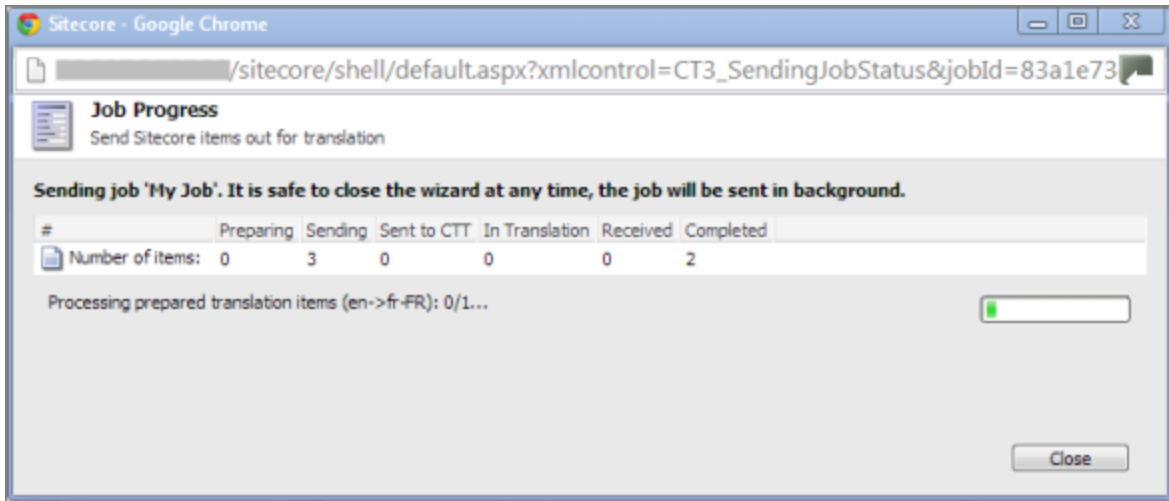 Sitecore - Google Chrome
/sitecore/shell/default.aspx?xmlcontrol=CT3_SendingJobStatus&jobId=83a1e73
Job Progress
Send Sitecore items out for translation
Sending job 'My Job'. It is safe to close the wizard at any time, the job will be sent in background.
# Preparing Sending Sent to CTT In Translation Received Completed
Number of items: 0 3 0 0 0 2
Processing prepared translation items (en->fr-FR): 0/1...
Close